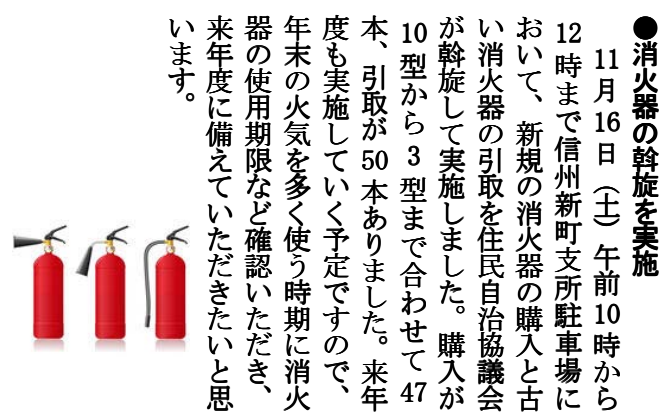 ●消火器の斡旋を実施
11月16日（土）午前10時から
12時まで信州新町支所駐車場に
おいて、新規の消火器の購入と古
い消火器の引取を住民自治協議会
が斡旋して実施しました。購入が
10型から3型まで合わせて47
本、引取が50本ありました。来年
度も実施していく予定ですので、
年末の火気を多く使う時期に消火
器の使用期限など確認いただき、
来年度に備えていただきたいと思
います。